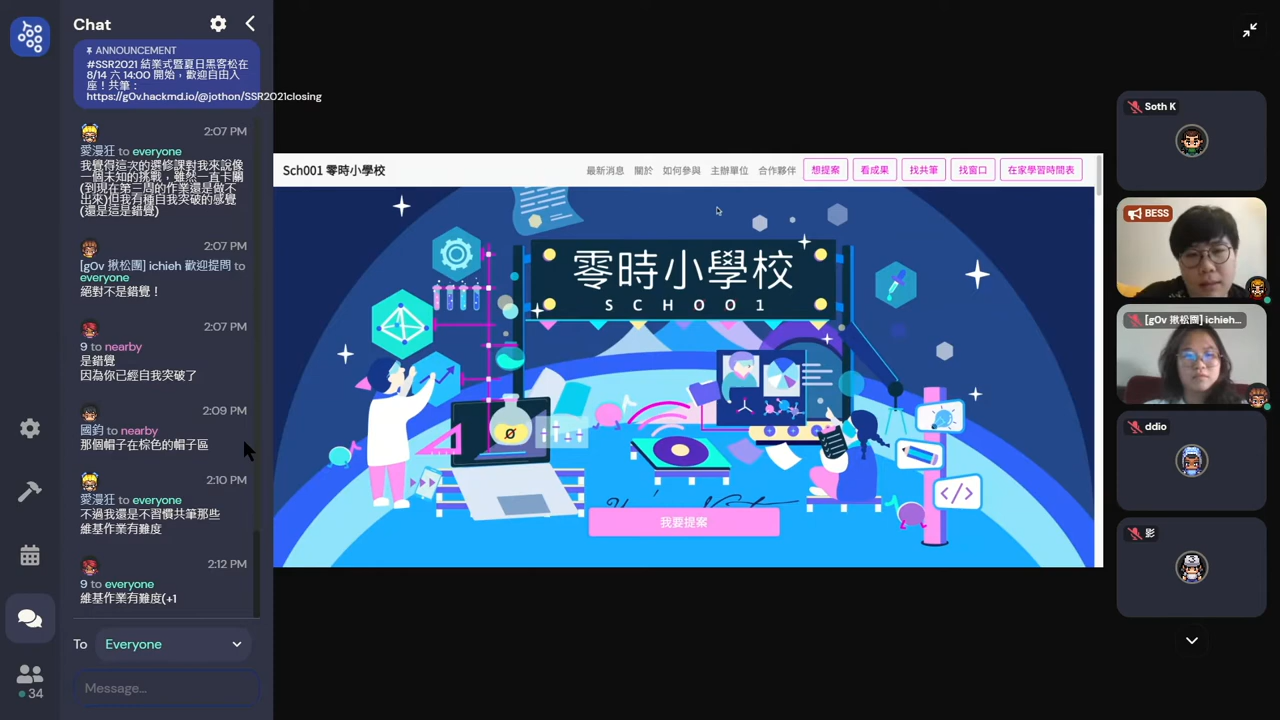 Chat
ANNOUNCEMENT
#SSR2021 結業式暨夏日黑客松在
8/14 六 14:00 開始，歡迎自由入
座！共筆：
https://g0v.hackmd.io/@jothon/SSR2021closing
2:07 PM
愛漫狂 to everyone
我覺得這次的選修課對我來說像
一個未知的挑戰，雖然一直卡關
(到現在第三周的作業還是做不
出來)但我有種自我突破的感覺
(還是這是錯覺)
2:07 PM
[g0v 揪松團] ichieh 歡迎提問 to
everyone
絕對不是錯覺！
2:07 PM
9 to nearby
是錯覺
因為你已經自我突破了
2:09 PM
國鈞 to nearby
那個帽子在棕色的帽子區
2:10 PM
愛漫狂 to everyone
不過我還是不習慣共筆那些
維基作業有難度
2:12 PM
9 to everyone
維基作業有難度(+1
To
Everyone
Message...
34
Sch001 零時小學校
最新消息
關於
如何參與
主辦單位
合作夥伴
想提案
看成果
找共筆
找窗口
在家學習時間表
零時小學校
SCHOO1
</>
我要提案
Soth K
BESS
[g0v 揪松團] ichieh...
ddio
影